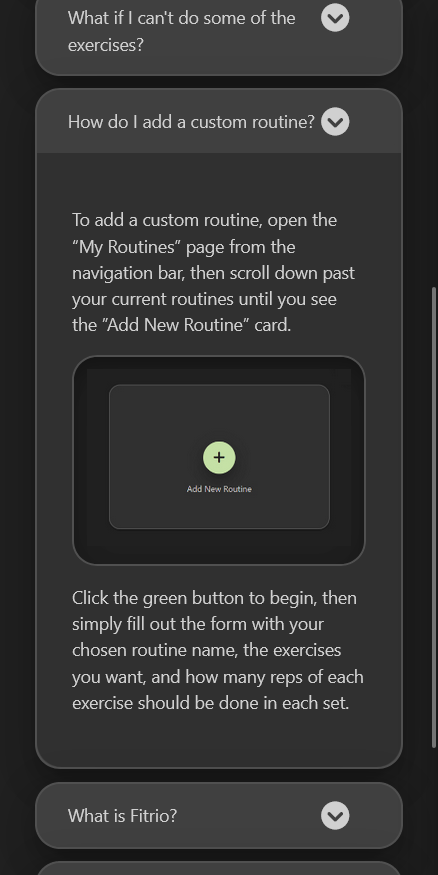 What if I can't do some of the
exercises?
How do I add a custom routine?
To add a custom routine, open the
“My Routines” page from the
navigation bar, then scroll down past
your current routines until you see
the “Add New Routine” card.
Add New Routine
Click the green button to begin, then
simply fill out the form with your
chosen routine name, the exercises
you want, and how many reps of each
exercise should be done in each set.
What is Fitrio?